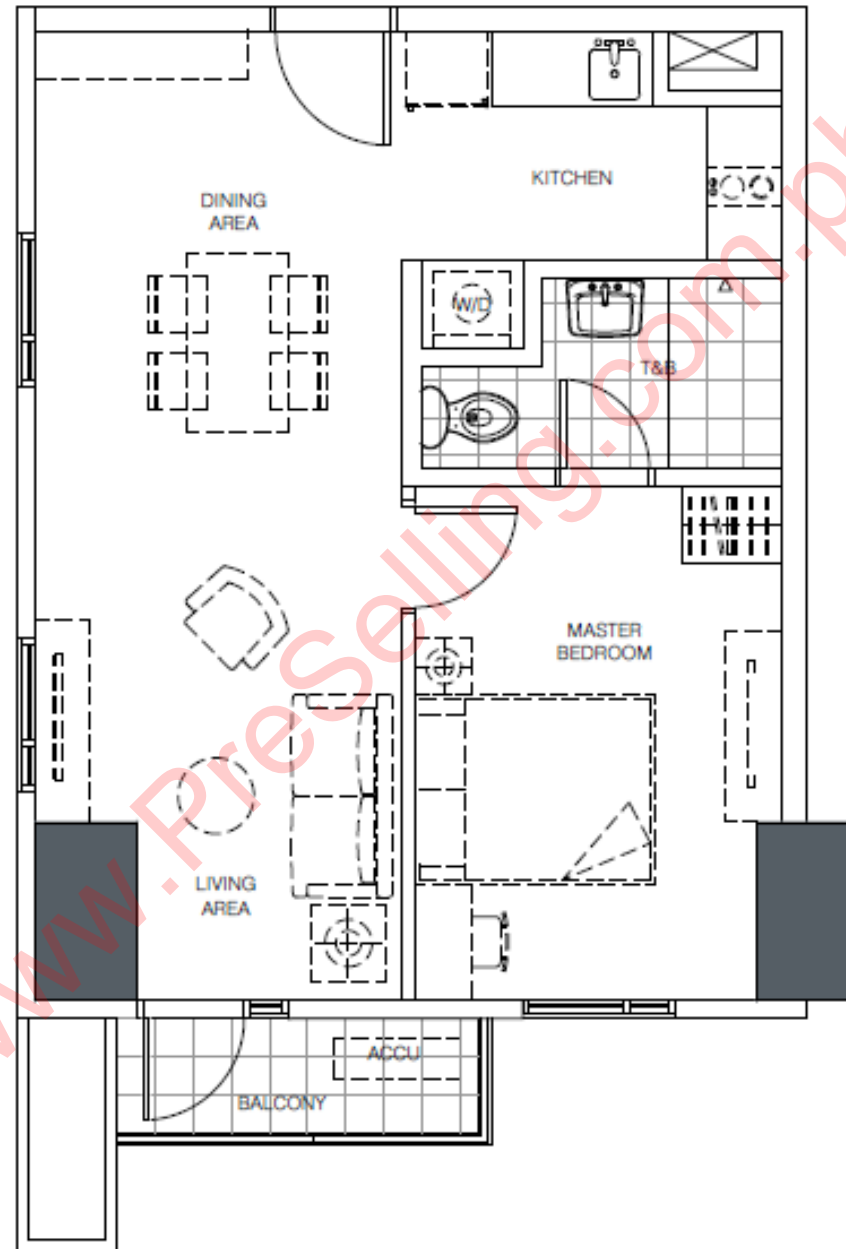 KITCHEN
DINING
AREA
W/D
T&B
MASTER
BEDROOM
LIVING
AREA
ACCU
BALCONY
www.PreSelling.com.ph